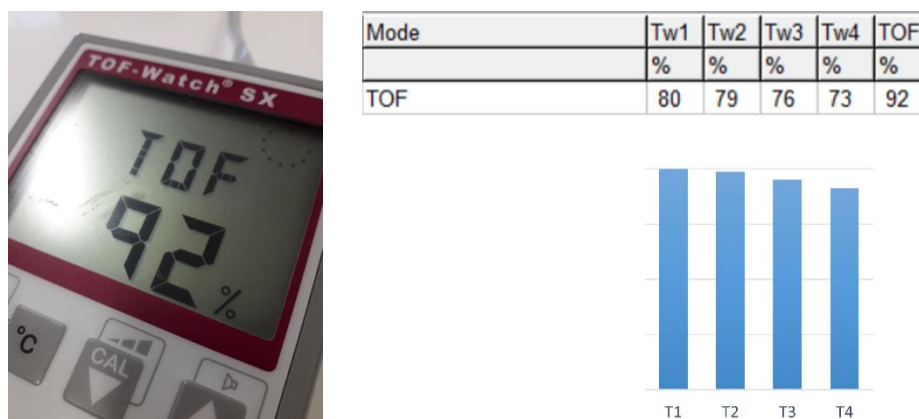 TOF-Watch® SX
TOF
92 %
°C
CAL
Mode Tw1 Tw2 Tw3 Tw4 TOF
% % % % %
TOF 80 79 76 73 92
T1 T2 T3 T4